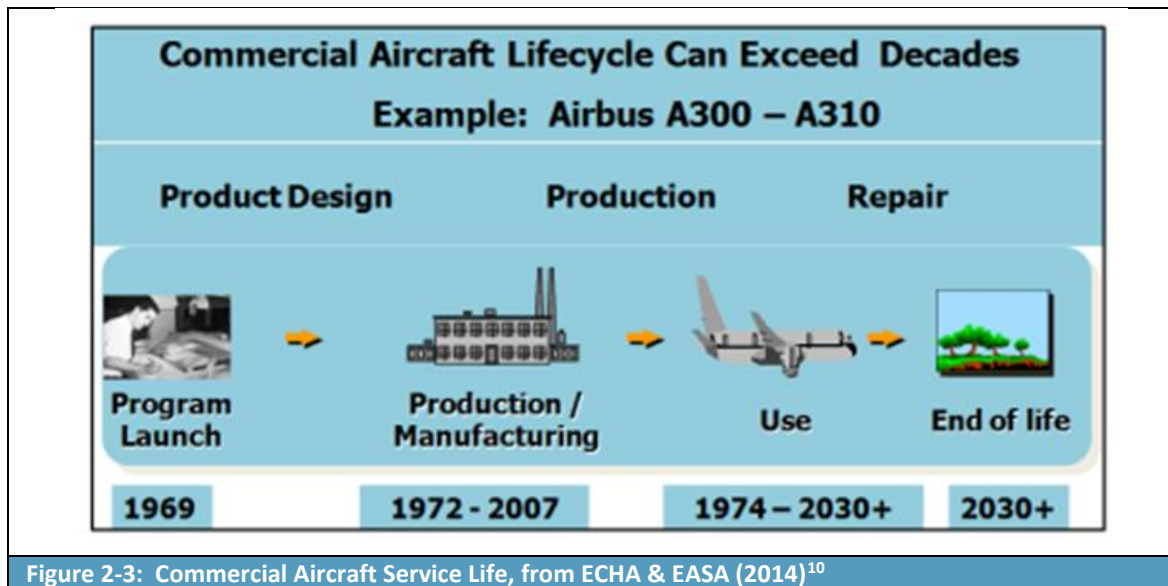 Commercial Aircraft Lifecycle Can Exceed Decades
Example: Airbus A300 – A310
Product Design Production Repair
Program
Launch
Production /
Manufacturing
Use
End of life
1969
1972 - 2007
1974 – 2030+
2030+
Figure 2-3: Commercial Aircraft Service Life, from ECHA & EASA (2014)10